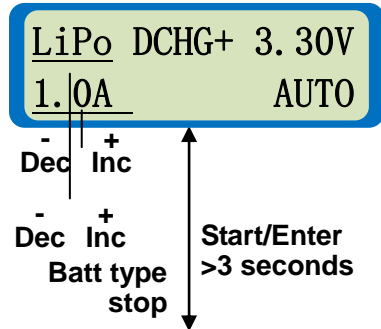 LiPo DCHG+ 3.30V
1.0A AUTO
- +
Dec Inc
- +
Dec Inc
Batt type
stop
Start/Enter
>3 seconds